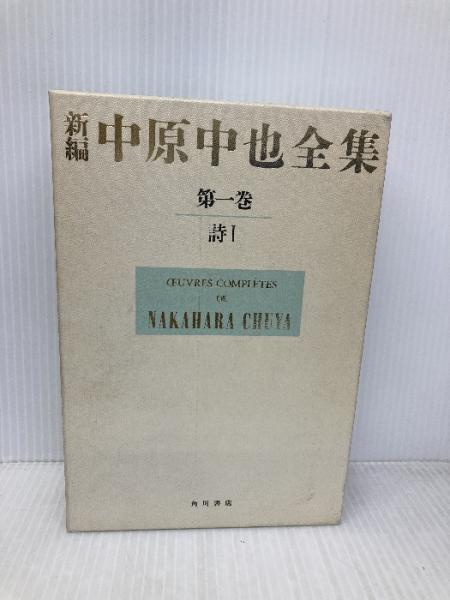 新編 中原中也全集
第一巻
詩I
ŒUVRES COMPLÈTES
DE
NAKAHARA CHUYA
角川書店